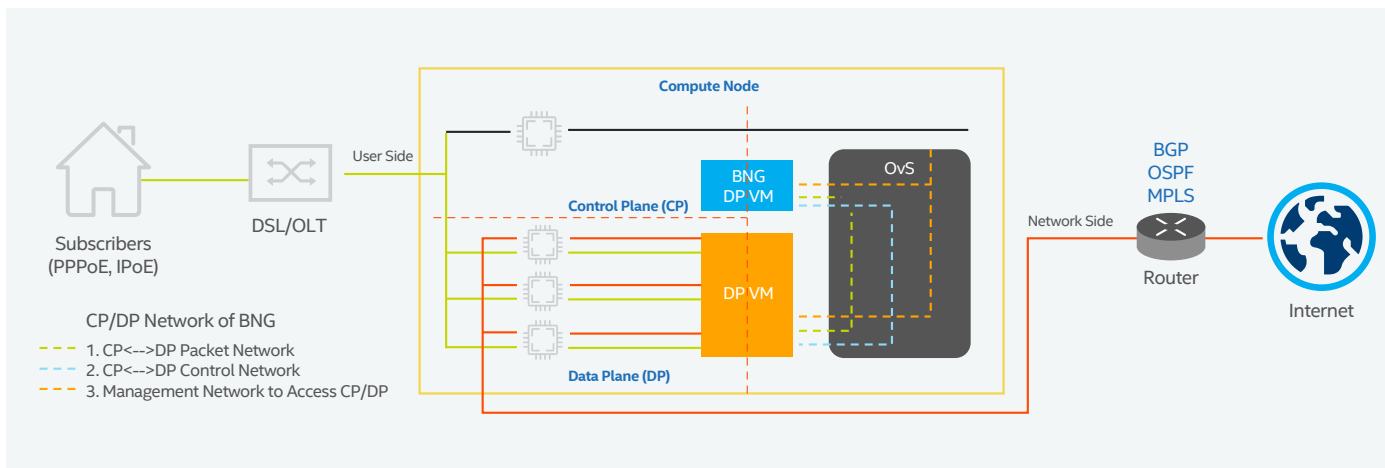 Compute Node
User Side
BNG
DP VM
OvS
BGP
OSPF
MPLS
Control Plane (CP)
DSL/OLT
Network Side
Subscribers
(PPPoE, IPoE)
Router
DP VM
Internet
CP/DP Network of BNG
1. CP<-->DP Packet Network
2. CP<-->DP Control Network
3. Management Network to Access CP/DP
Data Plane (DP)